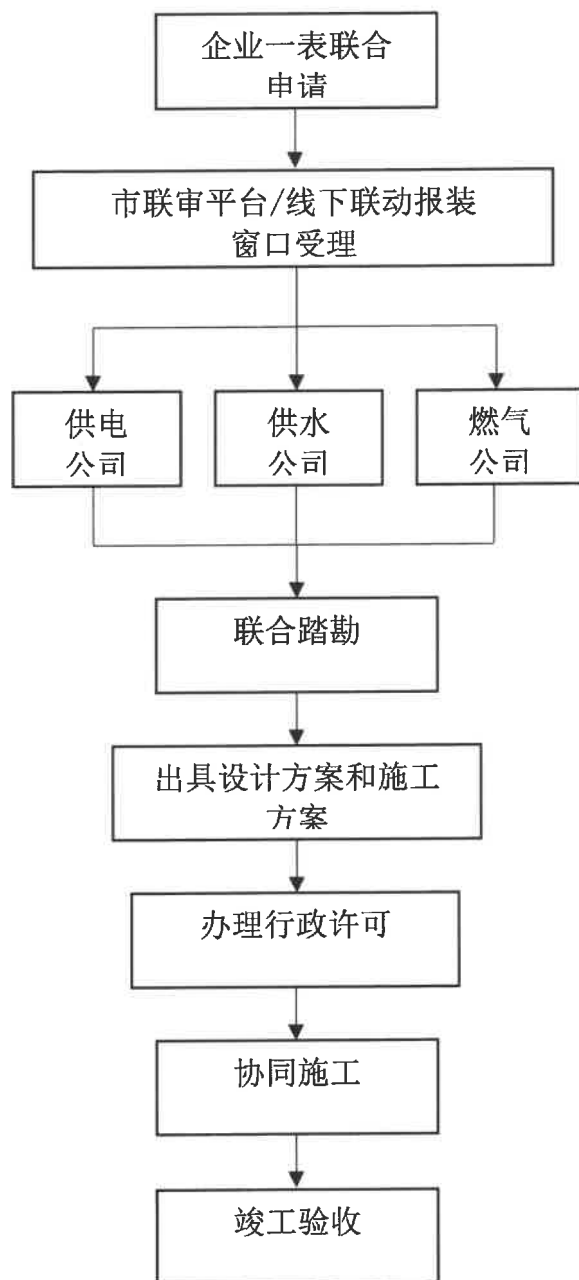 企业一表联合
申请
市联审平台/线下联动报装
窗口受理
供电
公司
供水
公司
燃气
公司
联合踏勘
出具设计方案和施工
方案
办理行政许可
协同施工
竣工验收